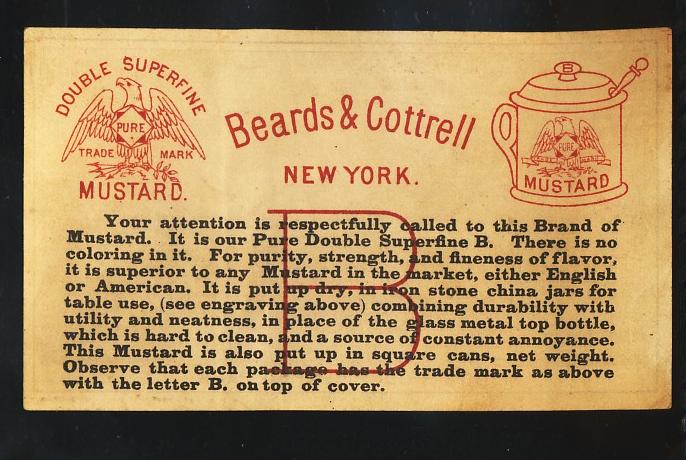 DOUBLE SUPERFINE
PURE
TRADE MARK
MUSTARD.
Beards & Cottrell
NEW YORK.
B
PURE
MUSTARD
Your attention is respectfully called to this Brand of
Mustard. It is our Pure Double Superfine B. There is no
coloring in it. For purity, strength, and fineness of flavor,
it is superior to any Mustard in the market, either English
or American. It is put up dry, in iron stone china jars for
table use, (see engraving above) combining durability with
utility and neatness, in place of the glass metal top bottle,
which is hard to clean, and a source of constant annoyance.
This Mustard is also put up in square cans, net weight.
Observe that each package has the trade mark as above
with the letter B. on top of cover.
B